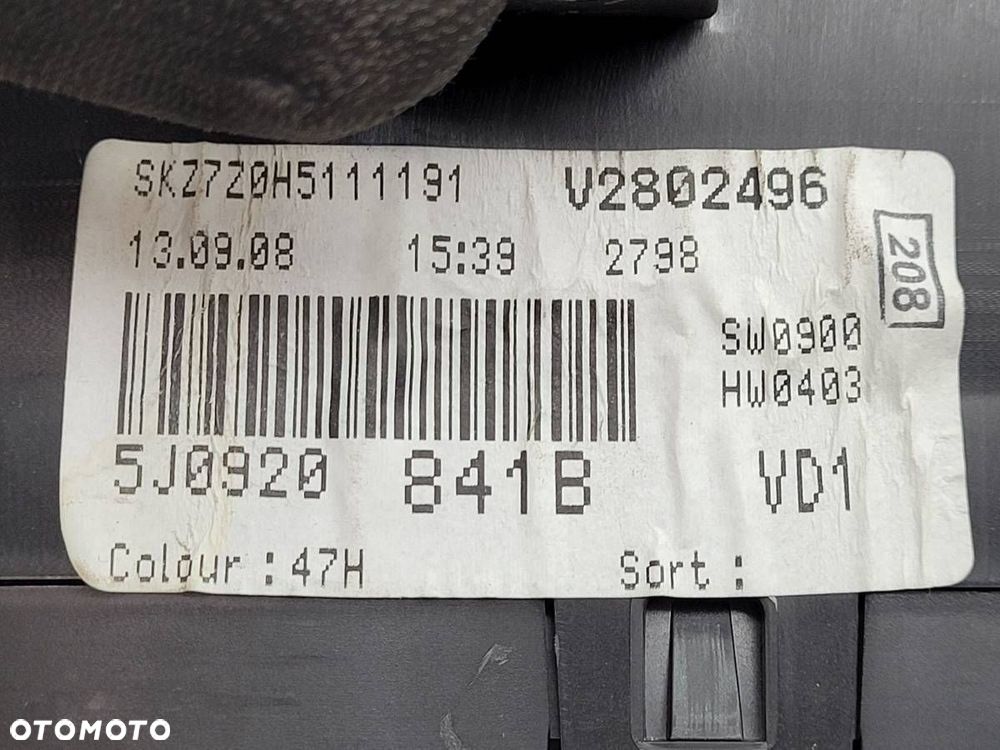 SKZ7Z0H5111191 V2802496
13.09.08 15:39 2798
208
SW0900
HW0403
5J0920 841B VD1
Colour : 47H Sort :
OTOMOTO